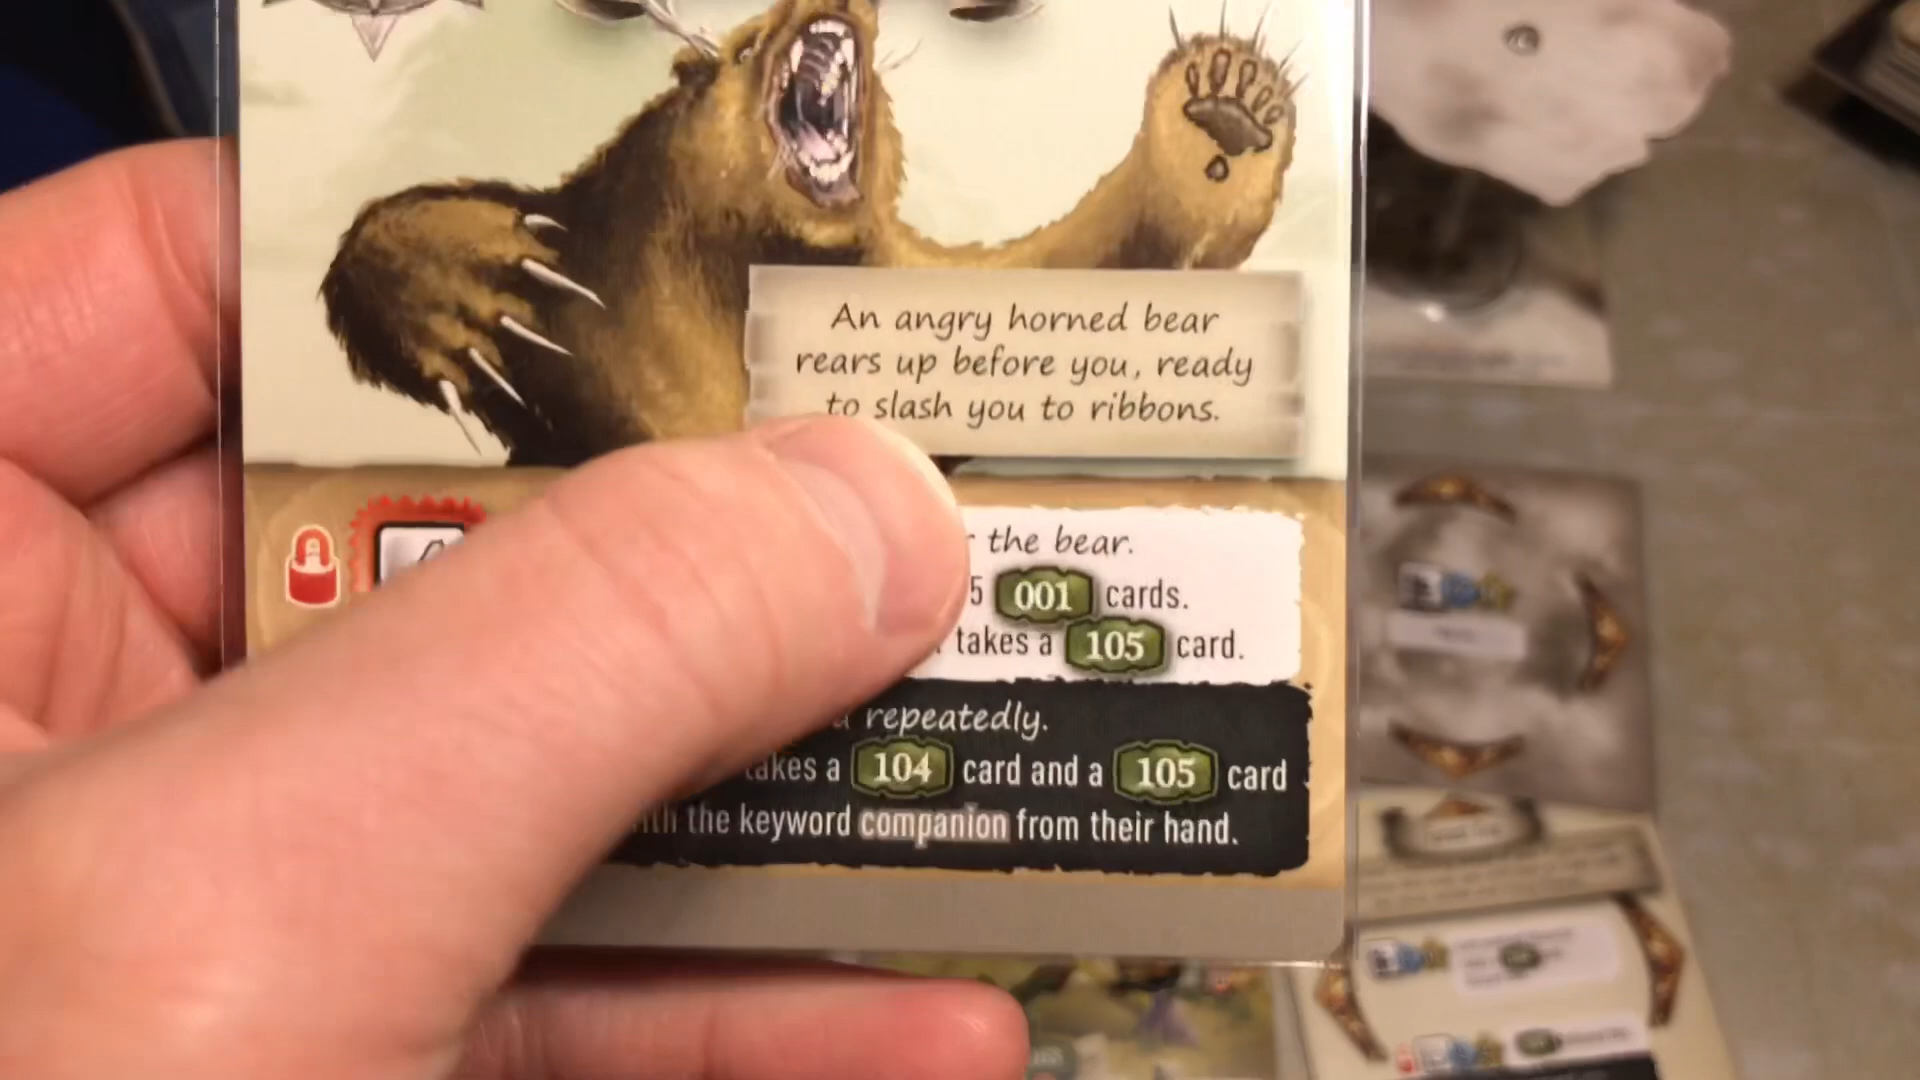 An angry horned bear
rears up before you, ready
to slash you to ribbons.
the bear.
5 001 cards.
takes a 105 card.
repeatedly.
takes a 104 card and a 105 card
the keyword companion from their hand.